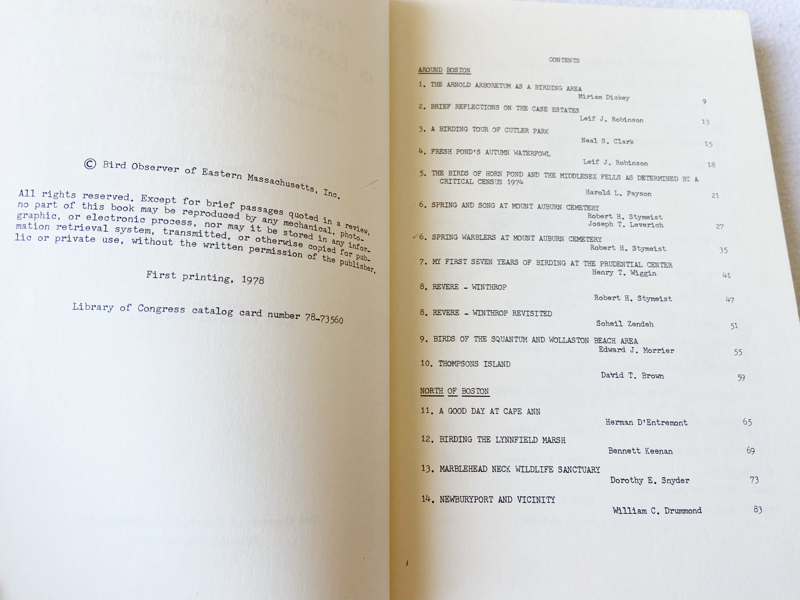 © Bird Observer of Eastern Massachusetts, Inc.
All rights reserved. Except for brief passages quoted in a review,
no part of this book may be reproduced by any mechanical, photo-
graphic, or electronic process, nor may it be stored in any infor-
mation retrieval system, transmitted, or otherwise copied for pub-
lic or private use, without the written permission of the publisher.
First printing, 1978
Library of Congress catalog card number 78-73560
CONTENTS
AROUND BOSTON
1. THE ARNOLD ARBORETUM AS A BIRDING AREA
Miriam Dickey 9
2. BRIEF REFLECTIONS ON THE CASE ESTATES
Leif J. Robinson 13
3. A BIRDING TOUR OF CUTLER PARK
Neal S. Clark 15
4. FRESH POND'S AUTUMN WATERFOWL
Leif J. Robinson 18
5. THE BIRDS OF HORN POND AND THE MIDDLESEX FELLS AS DETERMINED BY A
CRITICAL CENSUS 1974
Harold L. Payson 21
6. SPRING AND SONG AT MOUNT AUBURN CEMETERY
Robert H. Stymeist
Joseph T. Leverich 27
6. SPRING WARBLERS AT MOUNT AUBURN CEMETERY
Robert H. Stymeist 35
7. MY FIRST SEVEN YEARS OF BIRDING AT THE PRUDENTIAL CENTER
Henry T. Wiggin 41
8. REVERE - WINTHROP
Robert H. Stymeist 47
8. REVERE - WINTHROP REVISITED
Soheil Zendeh 51
9. BIRDS OF THE SQUANTUM AND WOLLASTON BEACH AREA
Edward J. Morrier 55
10. THOMPSONS ISLAND
David T. Brown 59
NORTH OF BOSTON
11. A GOOD DAY AT CAPE ANN
Herman D'Entremont 65
12. BIRDING THE LYNNFIELD MARSH
Bennett Keenan 69
13. MARBLEHEAD NECK WILDLIFE SANCTUARY
Dorothy E. Snyder 73
14. NEWBURYPORT AND VICINITY
William C. Drummond 83